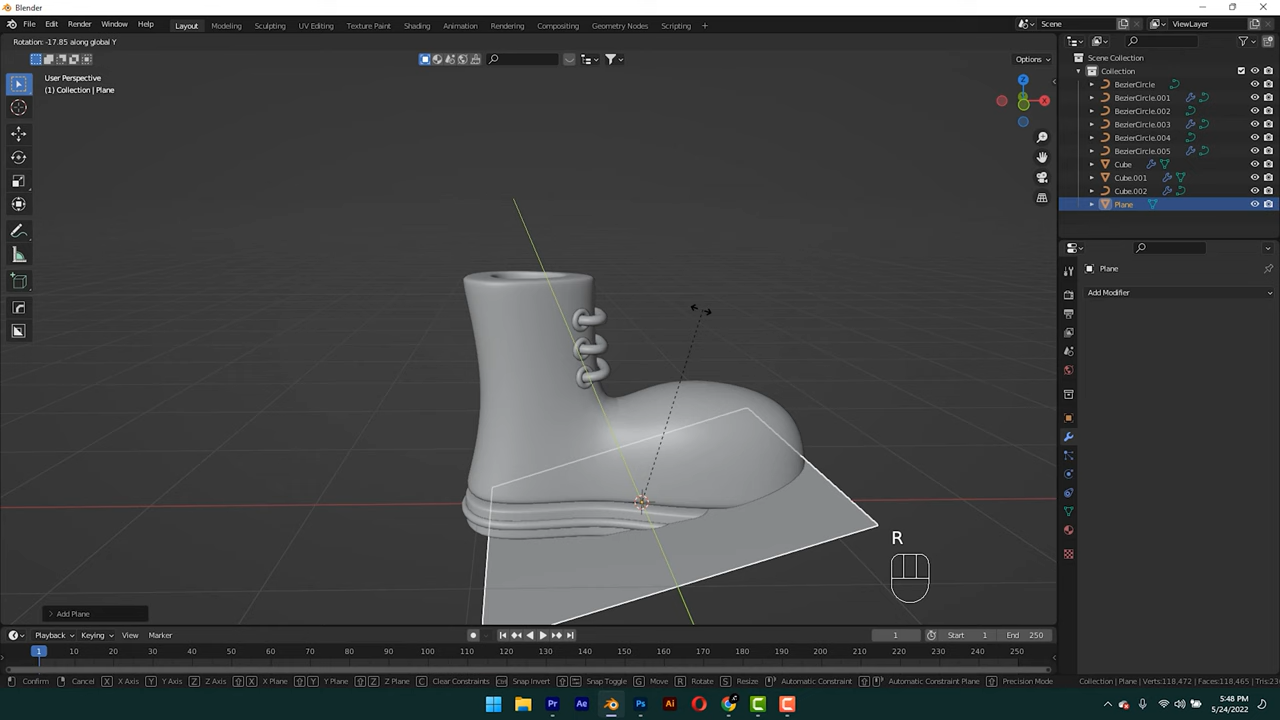 Blender
File Edit Render Window Help Layout Modeling Sculpting UV Editing Texture Paint Shading Animation Rendering Compositing Geometry Nodes Scripting + Scene ViewLayer
Rotation: -17.85 along global Y
Options
User Perspective
(1) Collection | Plane
Scene Collection
Collection
BezierCircle
BezierCircle.001
BezierCircle.002
BezierCircle.003
BezierCircle.004
BezierCircle.005
Cube
Cube.001
Cube.002
Plane
Plane
Add Modifier
Z
X
R
Add Plane
Playback Keying View Marker 1 Start 1 End 250
1 10 20 30 40 50 60 70 80 90 100 110 120 130 140 150 160 170 180 190 200 210 220 230 240 250
Confirm Cancel X X Axis Y Y Axis Z Z Axis X X Plane Y Y Plane Z Z Plane Clear Constraints Snap Invert Snap Toggle G Move R Rotate S Resize Automatic Constraint Automatic Constraint Plane Precision Mode Collection | Plane | Verts:118,472 | Faces:118,465 |
Pr Ae Ps Ai
5:48 PM
5/24/2022